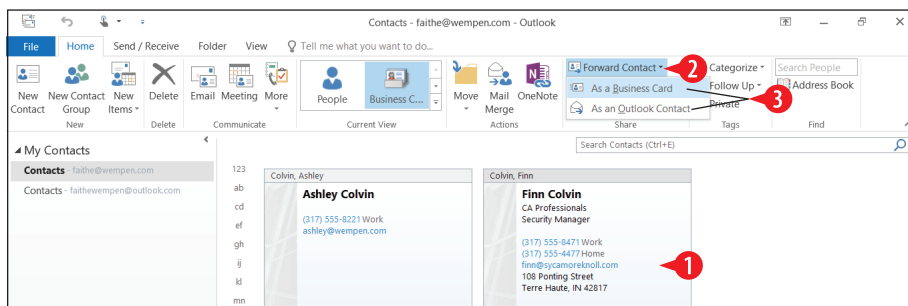 Contacts - faithe@wempen.com - Outlook
File Home Send / Receive Folder View Tell me what you want to do...
New Contact
New Contact Group
New Items
New
Delete
Delete
Email Meeting More
Communicate
People Business C...
Current View
Move Mail Merge OneNote
Actions
Forward Contact
2
As a Business Card
As an Outlook Contact
3
Share
Categorize
Follow Up
Private
Tags
Search People
Address Book
Find
My Contacts
Contacts - faithe@wempen.com
Contacts - faithewempen@outlook.com
Search Contacts (Ctrl+E)
123
ab
cd
ef
gh
ij
kl
mn
Colvin, Ashley
Ashley Colvin
(317) 555-8221 Work
ashley@wempen.com
Colvin, Finn
Finn Colvin
CA Professionals
Security Manager
(317) 555-8471 Work
(317) 555-4477 Home
finn@sycamoreknoll.com
108 Ponting Street
Terre Haute, IN 42817
1